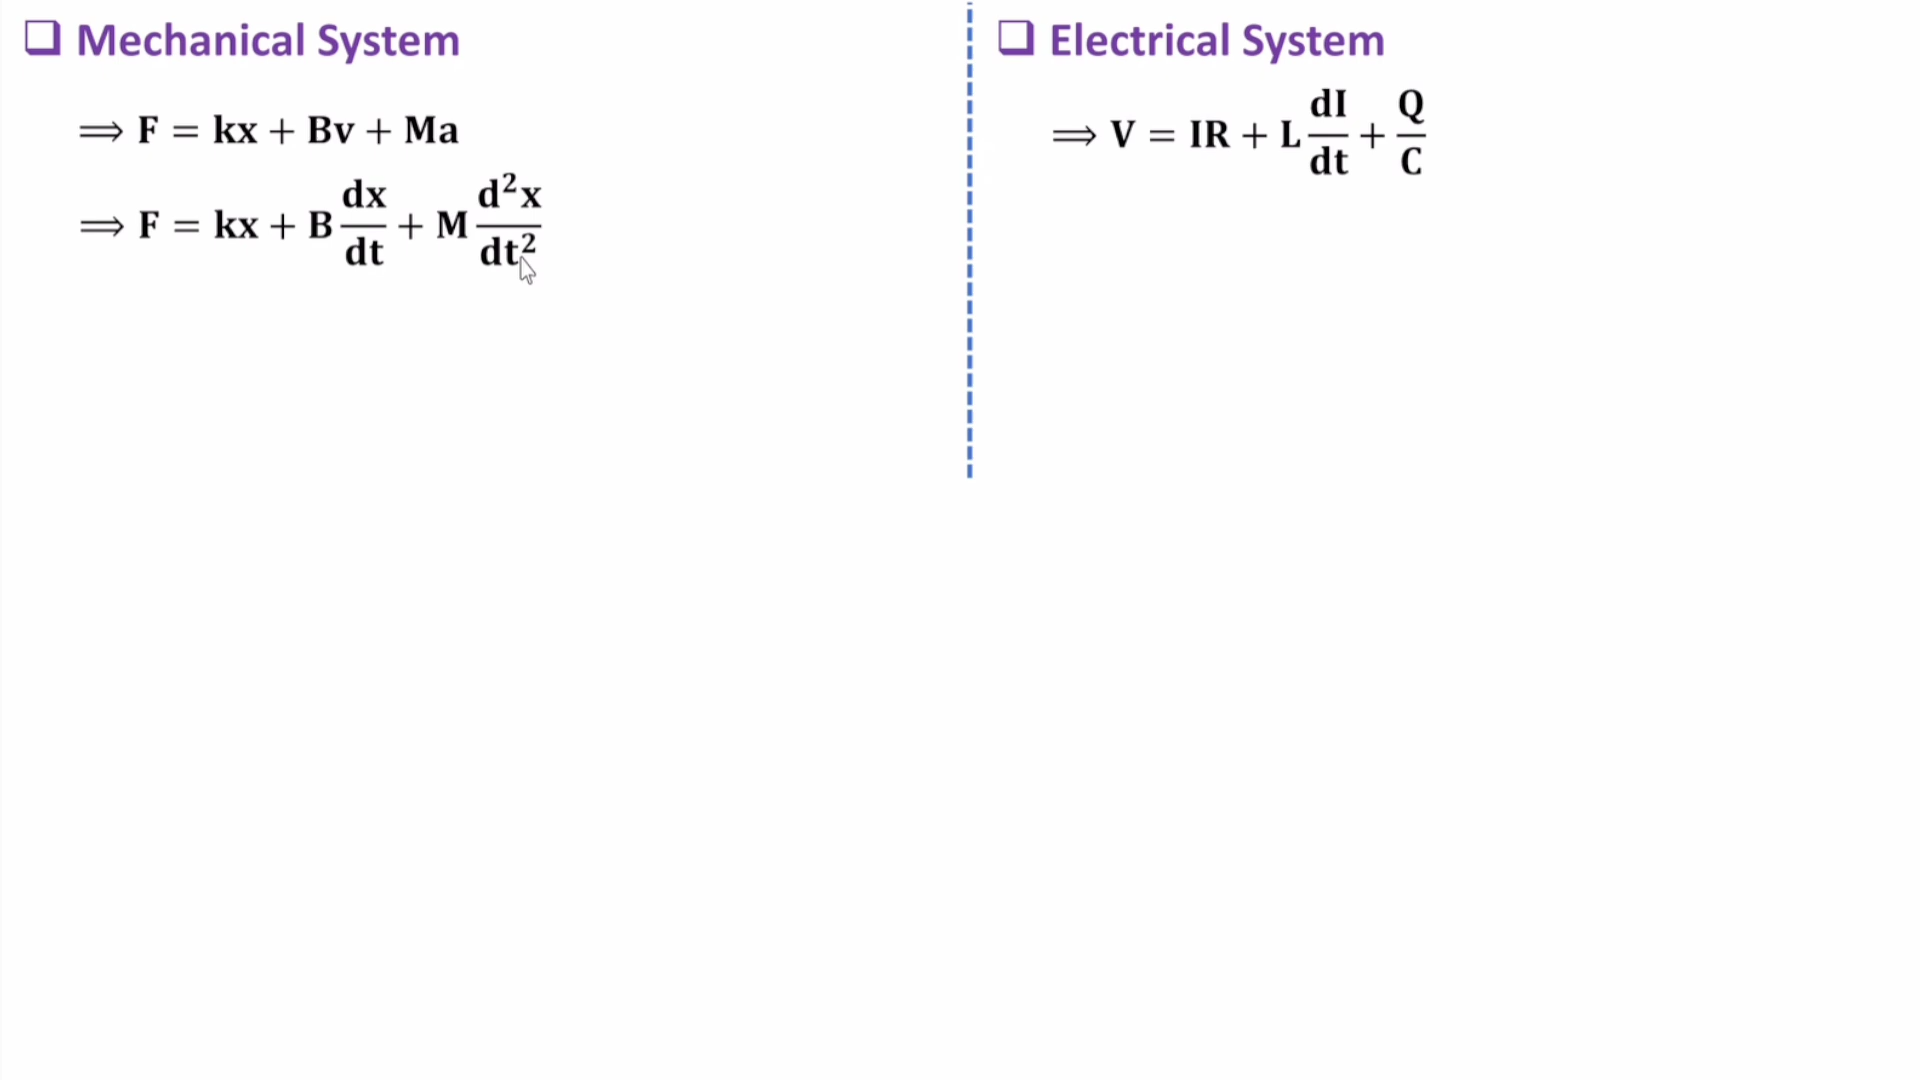 ❑ Mechanical System
⟹ F = kx + Bv + Ma
⟹ F = kx + B dx/dt + M d²x/dt²
❑ Electrical System
⟹ V = IR + L dI/dt + Q/C